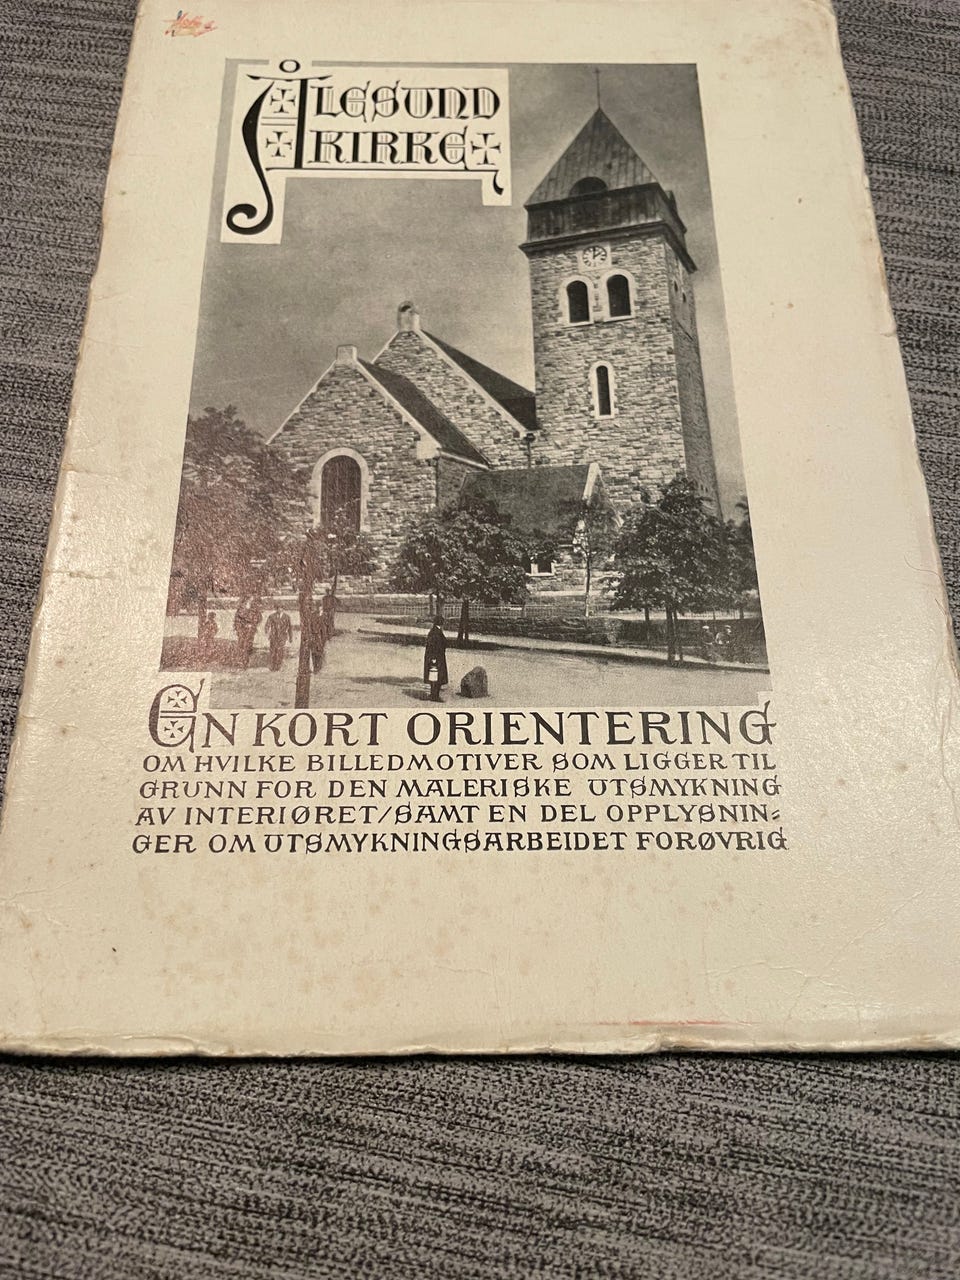 ÅLESUND
KIRKE
EN KORT ORIENTERING
OM HVILKE BILLEDMOTIVER SOM LIGGER TIL
GRUNN FOR DEN MALERISKE UTSMYKNING
AV INTERIØRET/SAMT EN DEL OPPLYSNIN-
GER OM UTSMYKNINGSARBEIDET FORØVRIG